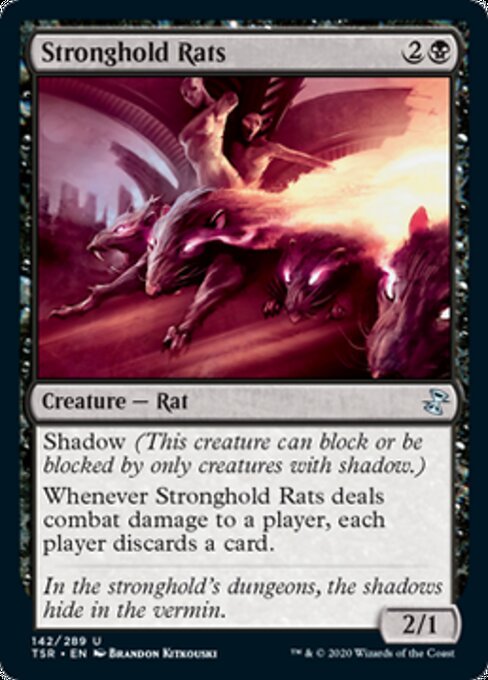 Stronghold Rats 2
Creature — Rat
Shadow (This creature can block or be
blocked by only creatures with shadow.)
Whenever Stronghold Rats deals
combat damage to a player, each
player discards a card.
In the stronghold's dungeons, the shadows
hide in the vermin.
2/1
142/289 U
TSR • EN Brandon Kitkouski
™ & © 2020 Wizards of the Coast